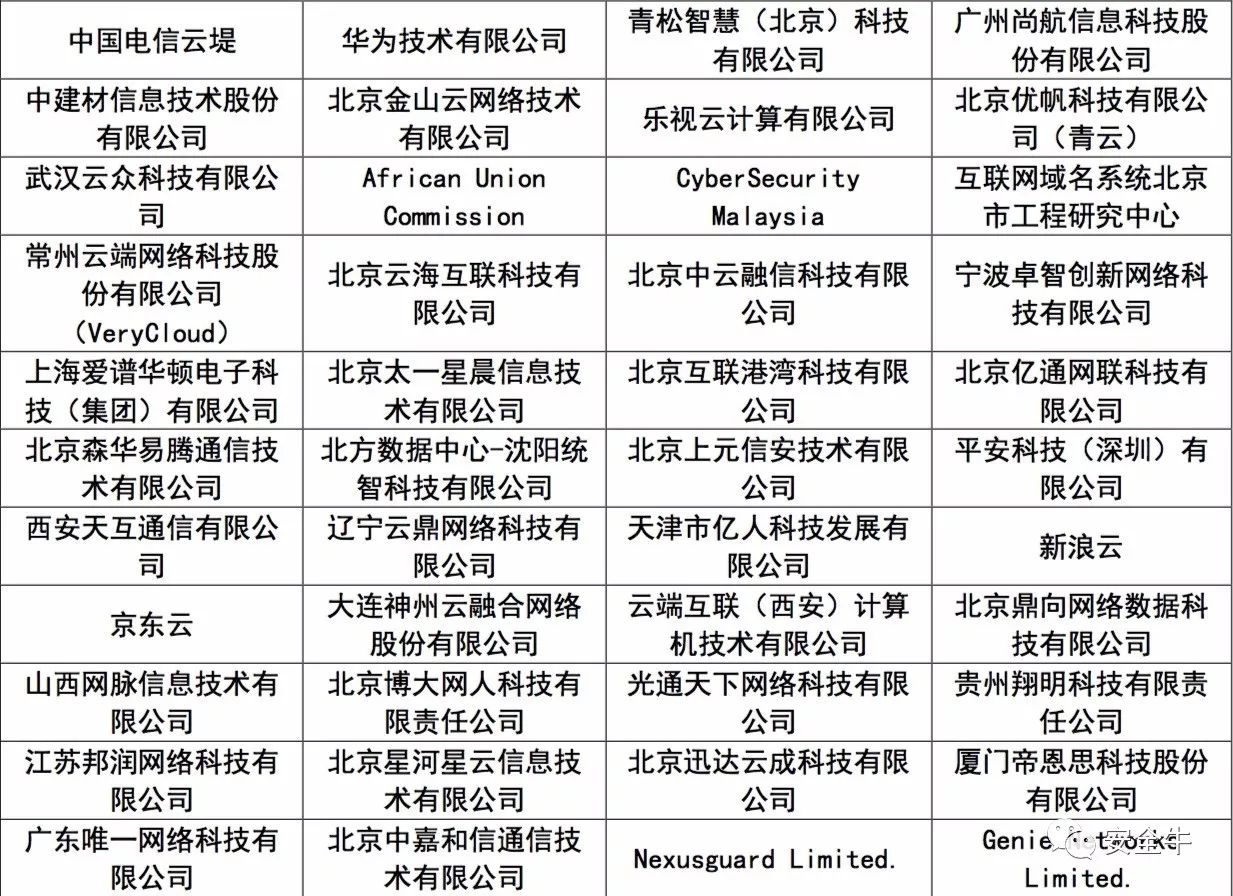 中国电信云堤
华为技术有限公司
青松智慧（北京）科技
有限公司
广州尚航信息科技股
份有限公司
中建材信息技术股份
有限公司
北京金山云网络技术
有限公司
乐视云计算有限公司
北京优帆科技有限公
司（青云）
武汉云众科技有限公
司
African Union
Commission
CyberSecurity
Malaysia
互联网域名系统北京
市工程研究中心
常州云端网络科技股
份有限公司
（VeryCloud）
北京云海互联科技有
限公司
北京中云融信科技有限
公司
宁波卓智创新网络科
技有限公司
上海爱谱华顿电子科
技（集团）有限公司
北京太一星晨信息技
术有限公司
北京互联港湾科技有限
公司
北京亿通网联科技有
限公司
北京森华易腾通信技
术有限公司
北方数据中心-沈阳统
智科技有限公司
北京上元信安技术有限
公司
平安科技（深圳）有
限公司
西安天互通信有限公
司
辽宁云鼎网络科技有
限公司
天津市亿人科技发展有
限公司
新浪云
京东云
大连神州云融合网络
股份有限公司
云端互联（西安）计算
机技术有限公司
北京鼎向网络数据科
技有限公司
山西网脉信息技术有
限公司
北京博大网人科技有
限责任公司
光通天下网络科技有限
公司
贵州翔明科技有限责
任公司
江苏邦润网络科技有
限公司
北京星河星云信息技
术有限公司
北京迅达云成科技有限
公司
厦门帝恩思科技股份
有限公司
广东唯一网络科技有
限公司
北京中嘉和信通信技
术有限公司
Nexusguard Limited.
Genie Networks
Limited.
安全牛